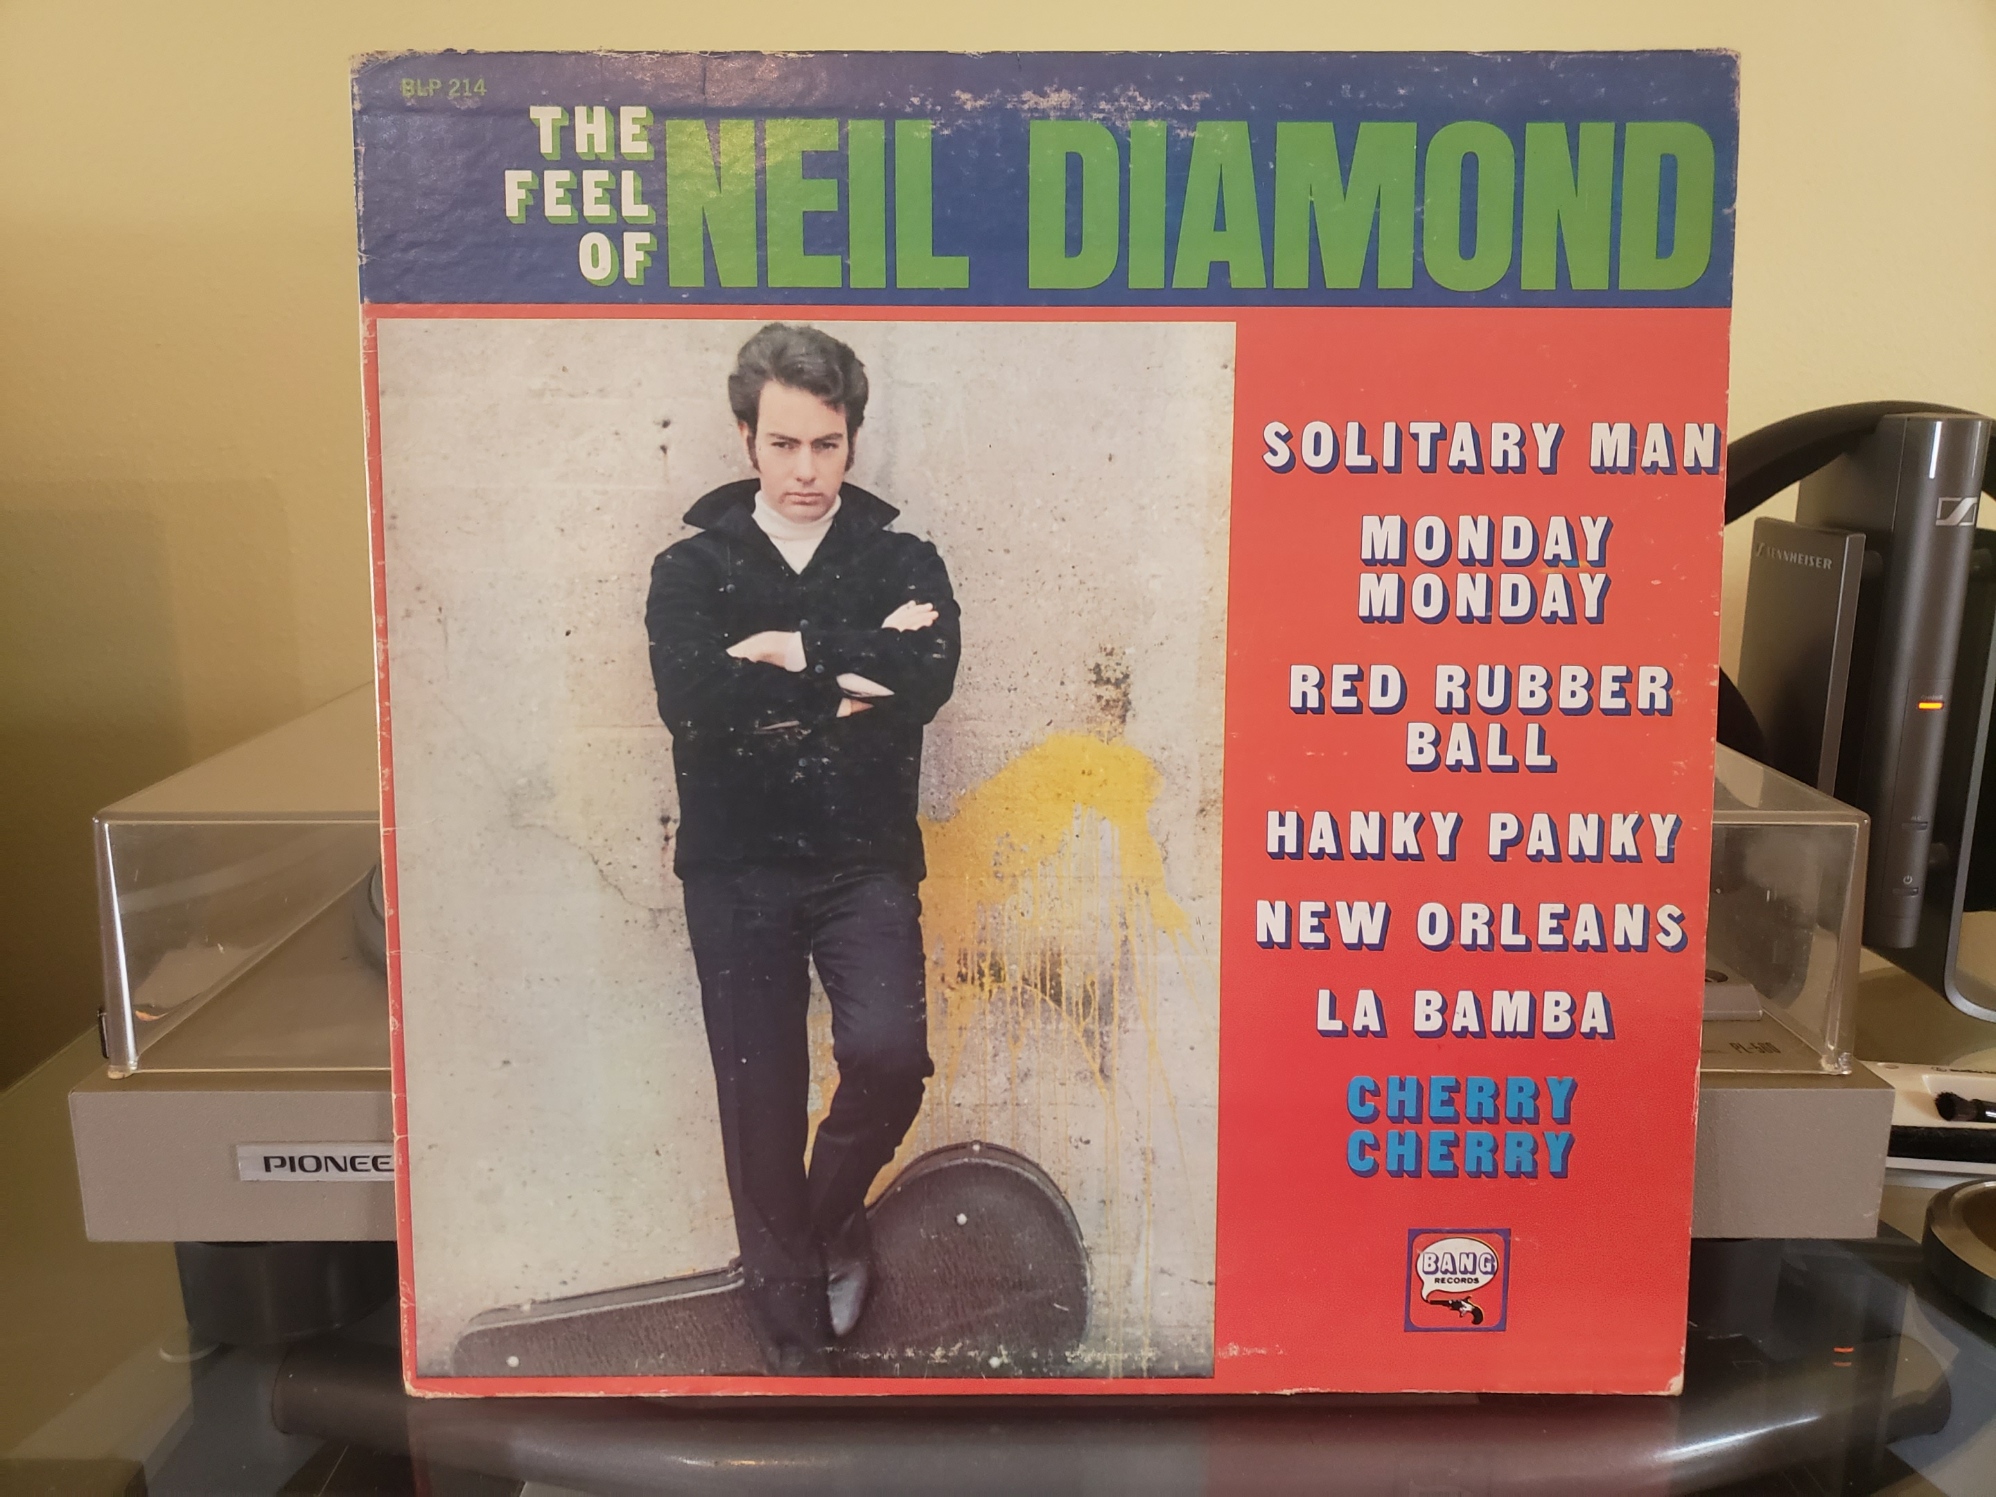 BLP 214
THE
FEEL
OF
NEIL DIAMOND
SOLITARY MAN
MONDAY
MONDAY
RED RUBBER
BALL
HANKY PANKY
NEW ORLEANS
LA BAMBA
CHERRY
CHERRY
BANG
RECORDS
SENNHEISER
PIONEE